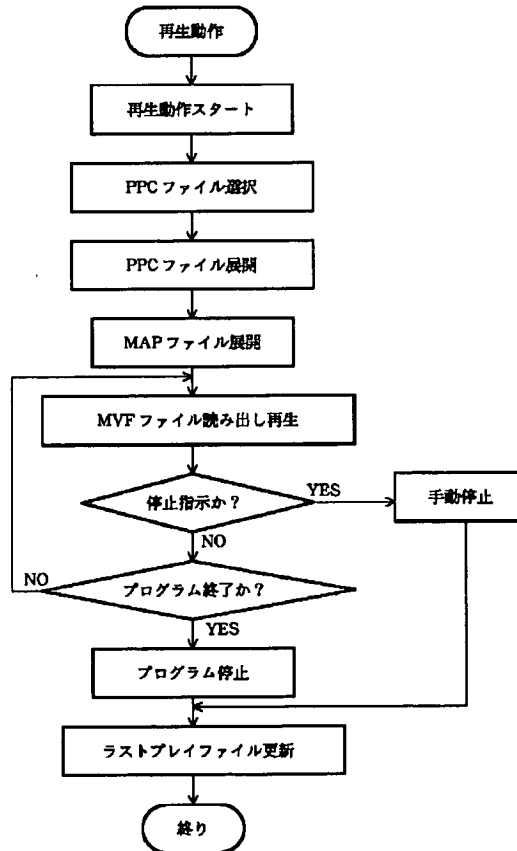 再生動作
再生動作スタート
PPCファイル選択
PPCファイル展開
MAPファイル展開
MVFファイル読み出し再生
停止指示か？
YES
手動停止
NO
NO
プログラム終了か？
YES
プログラム停止
ラストプレイファイル更新
終り